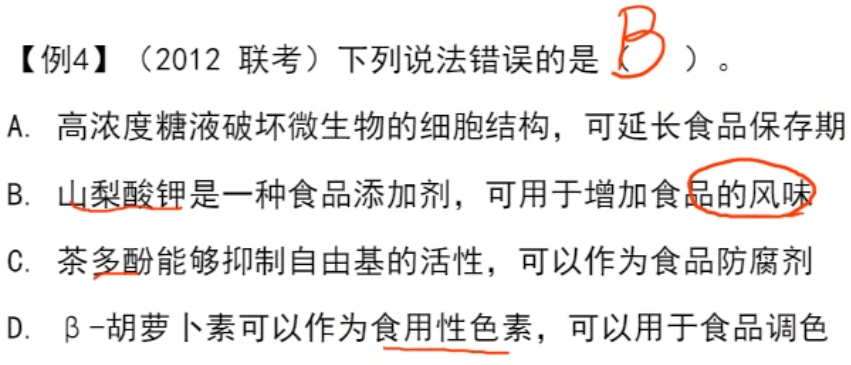 【例4】（2012 联考）下列说法错误的是（B）。
A. 高浓度糖液破坏微生物的细胞结构，可延长食品保存期
B. 山梨酸钾是一种食品添加剂，可用于增加食品的风味
C. 茶多酚能够抑制自由基的活性，可以作为食品防腐剂
D. β-胡萝卜素可以作为食用性色素，可以用于食品调色